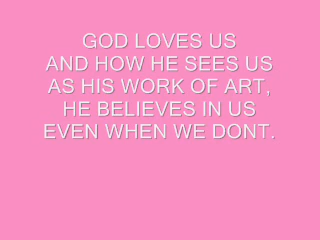 GOD LOVES US
AND HOW HE SEES US
AS HIS WORK OF ART,
HE BELIEVES IN US
EVEN WHEN WE DONT.